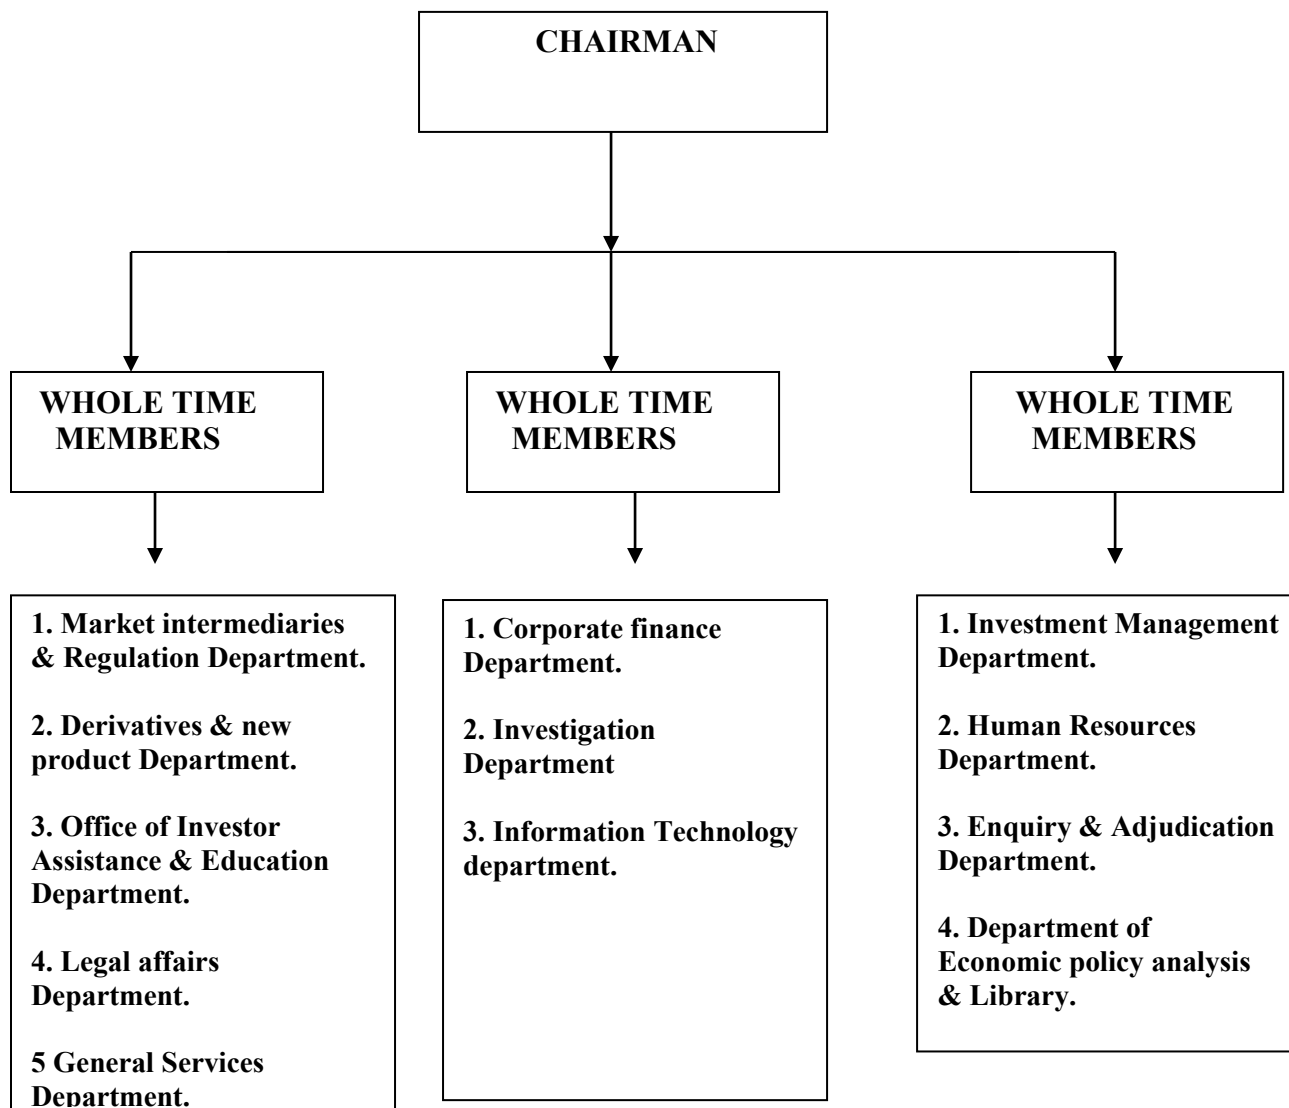 CHAIRMAN
WHOLE TIME
MEMBERS
WHOLE TIME
MEMBERS
WHOLE TIME
MEMBERS
1. Market intermediaries
& Regulation Department.
2. Derivatives & new
product Department.
3. Office of Investor
Assistance & Education
Department.
4. Legal affairs
Department.
5 General Services
Department.
1. Corporate finance
Department.
2. Investigation
Department
3. Information Technology
department.
1. Investment Management
Department.
2. Human Resources
Department.
3. Enquiry & Adjudication
Department.
4. Department of
Economic policy analysis
& Library.